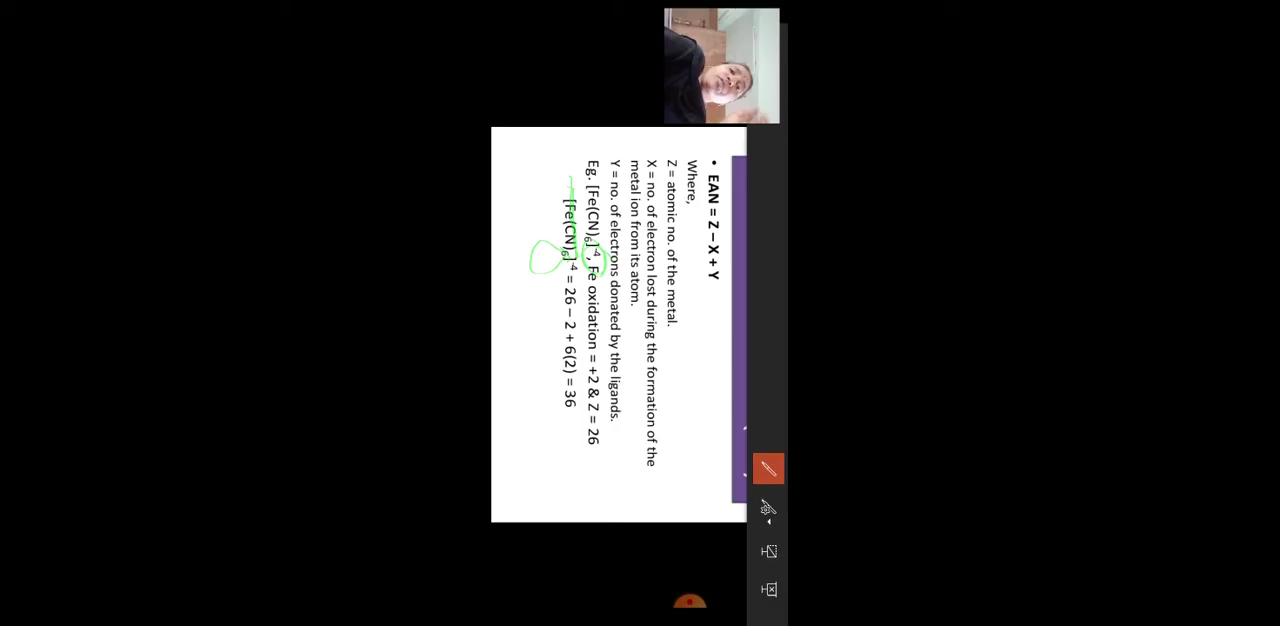 • EAN = Z – X + Y
Where,
Z = atomic no. of the metal.
X = no. of electron lost during the formation of the
metal ion from its atom.
Y = no. of electrons donated by the ligands.
Eg. [Fe(CN)₆]⁻⁴, Fe oxidation = +2 & Z = 26
[Fe(CN)₆]⁻⁴ = 26 – 2 + 6(2) = 36